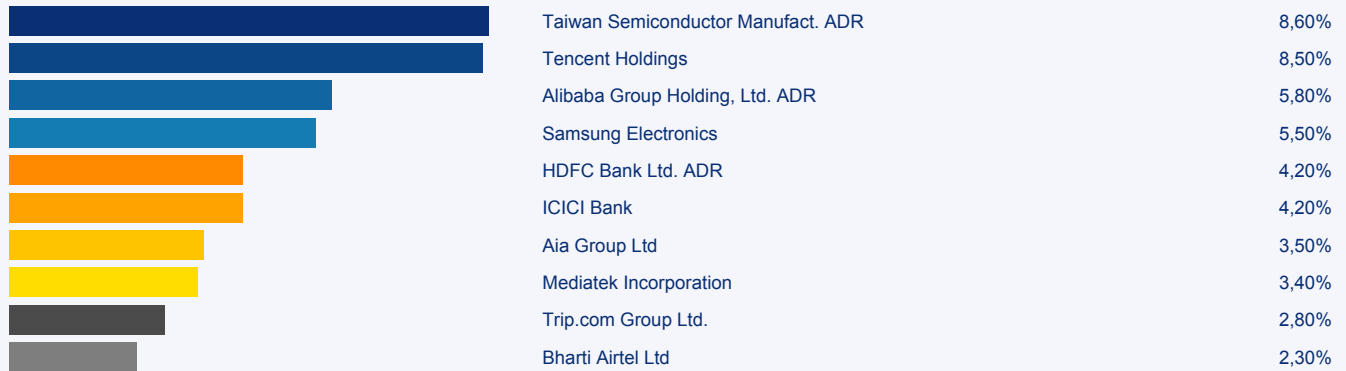 Taiwan Semiconductor Manufact. ADR 8,60%
Tencent Holdings 8,50%
Alibaba Group Holding, Ltd. ADR 5,80%
Samsung Electronics 5,50%
HDFC Bank Ltd. ADR 4,20%
ICICI Bank 4,20%
Aia Group Ltd 3,50%
Mediatek Incorporation 3,40%
Trip.com Group Ltd. 2,80%
Bharti Airtel Ltd 2,30%